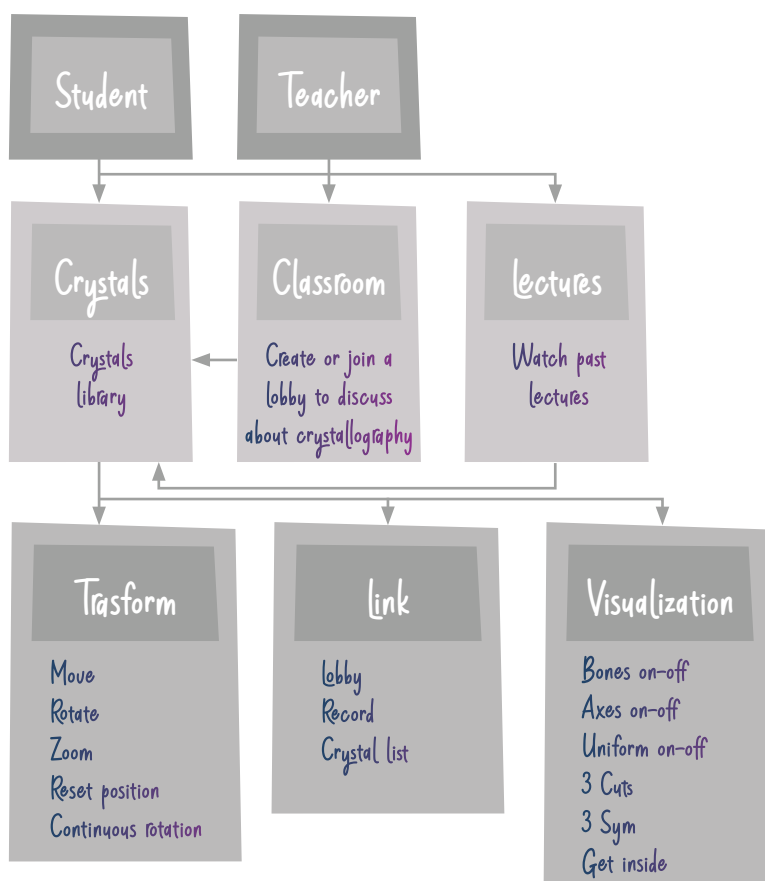 Student
Teacher
Crystals
Crystals
library
Classroom
Create or join a
lobby to discuss
about crystallography
Lectures
Watch past
lectures
Trasform
Move
Rotate
Zoom
Reset position
Continuous rotation
Link
Lobby
Record
Crystal list
Visualization
Bones on-off
Axes on-off
Uniform on-off
3 Cuts
3 Sym
Get inside